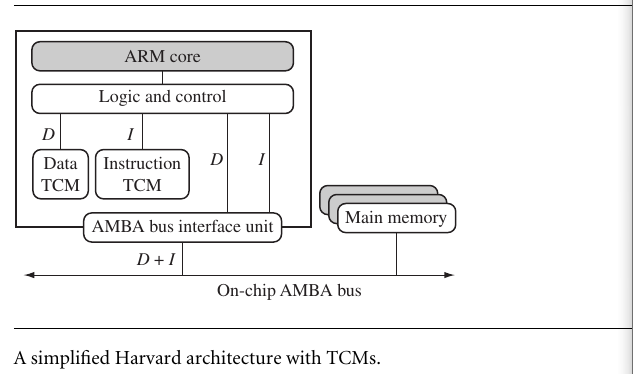 ARM core
Logic and control
D
I
D
I
Data
TCM
Instruction
TCM
AMBA bus interface unit
Main memory
D + I
On-chip AMBA bus
A simplified Harvard architecture with TCMs.